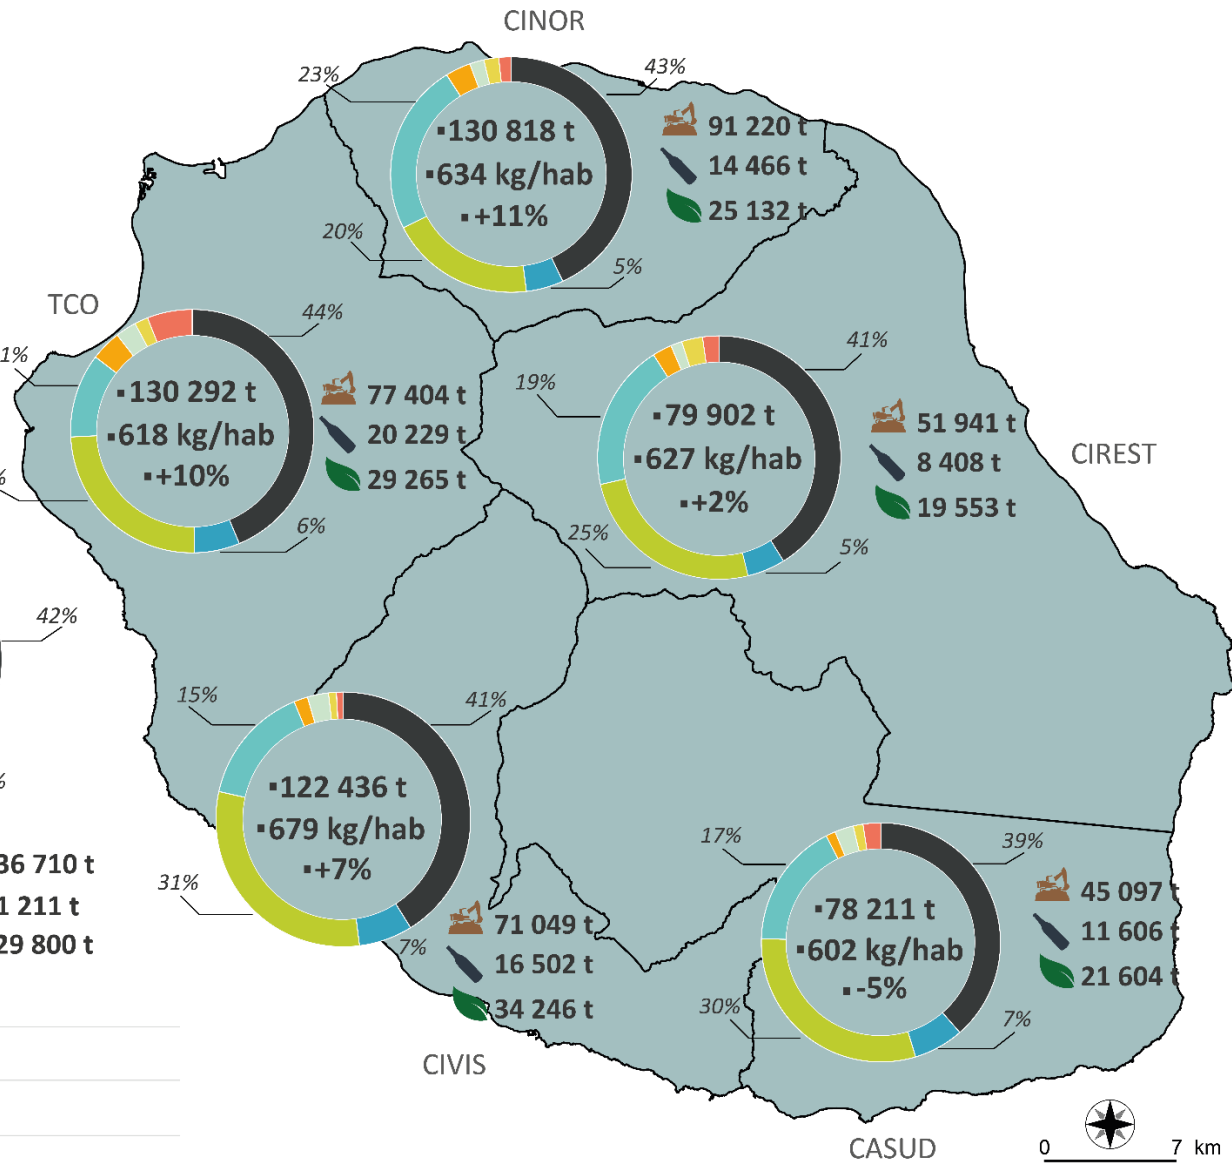 CINOR
23%
43%
▪130 818 t
▪634 kg/hab
▪+11%
91 220 t
14 466 t
25 132 t
20%
5%
TCO
44%
1%
▪130 292 t
▪618 kg/hab
▪+10%
77 404 t
20 229 t
29 265 t
%
6%
41%
19%
▪79 902 t
▪627 kg/hab
▪+2%
51 941 t
8 408 t
19 553 t
CIREST
25%
5%
42%
%
36 710 t
1 211 t
29 800 t
15%
41%
▪122 436 t
▪679 kg/hab
▪+7%
31%
7%
71 049 t
16 502 t
34 246 t
CIVIS
17%
39%
▪78 211 t
▪602 kg/hab
▪-5%
45 097 t
11 606 t
21 604 t
30%
7%
CASUD
0 7 km